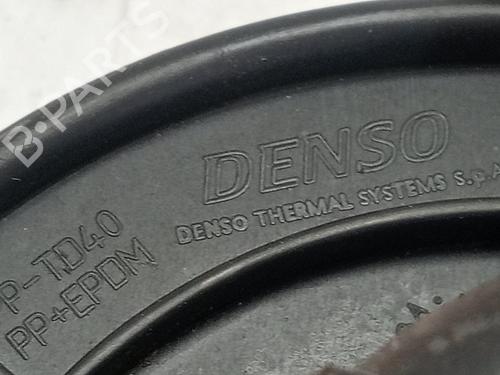 B-PARTS
DENSO
DENSO THERMAL SYSTEMS S.p.A
P-TD40
PP+EPDM